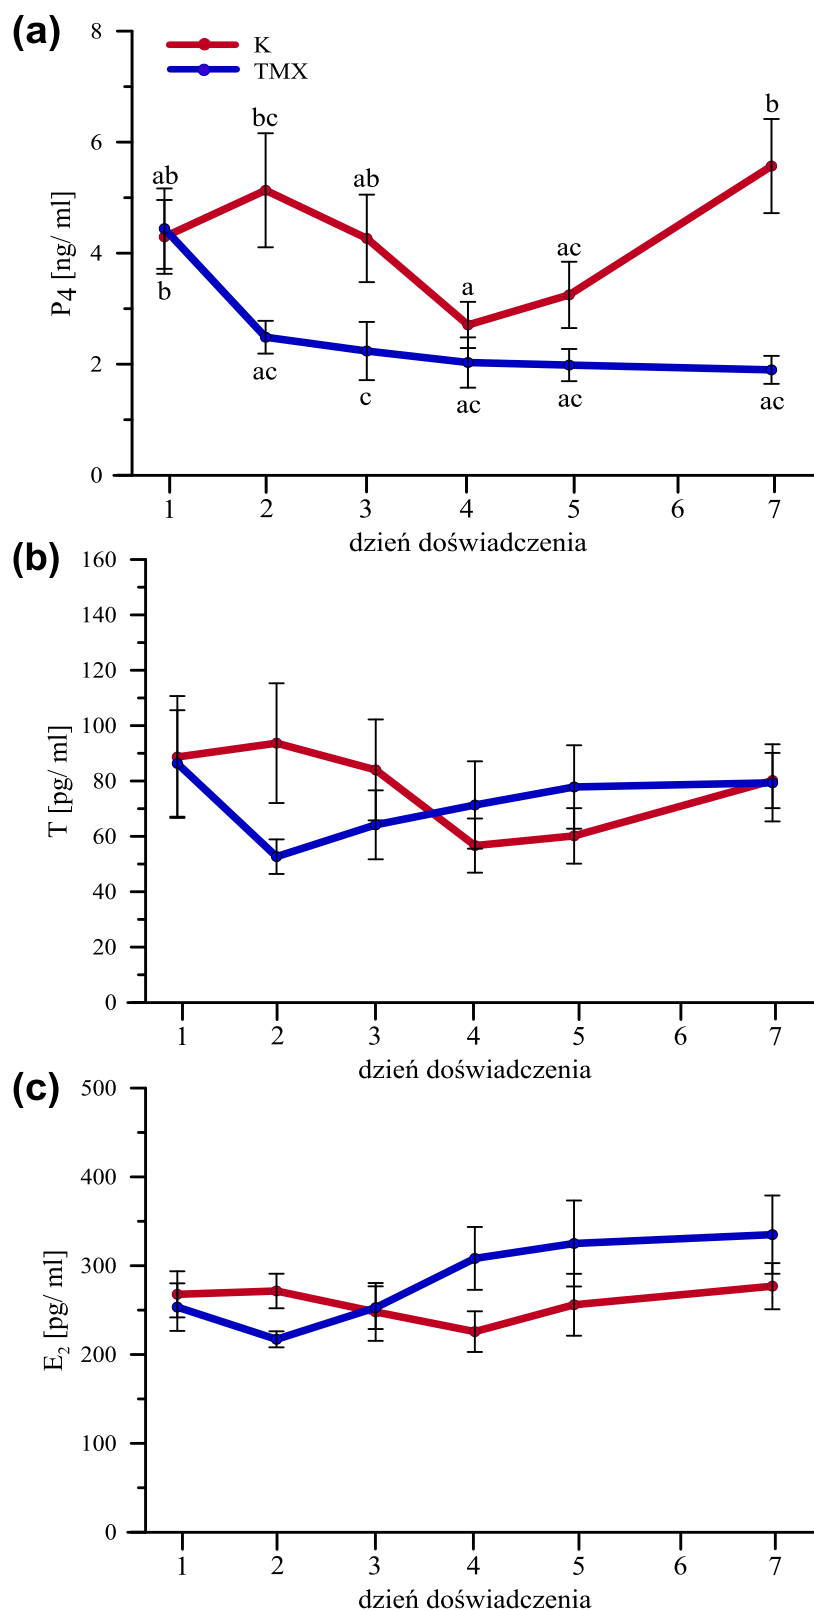 (a)
8
K
TMX
6
4
2
0
P4 [ng/ ml]
ab
bc
ab
a
ac
b
b
ac
c
ac
ac
ac
1 2 3 4 5 6 7
dzień doświadczenia
(b)
160
140
120
100
80
60
40
20
0
T [pg/ ml]
1 2 3 4 5 6 7
dzień doświadczenia
(c)
500
400
300
200
100
0
E₂ [pg/ ml]
1 2 3 4 5 6 7
dzień doświadczenia